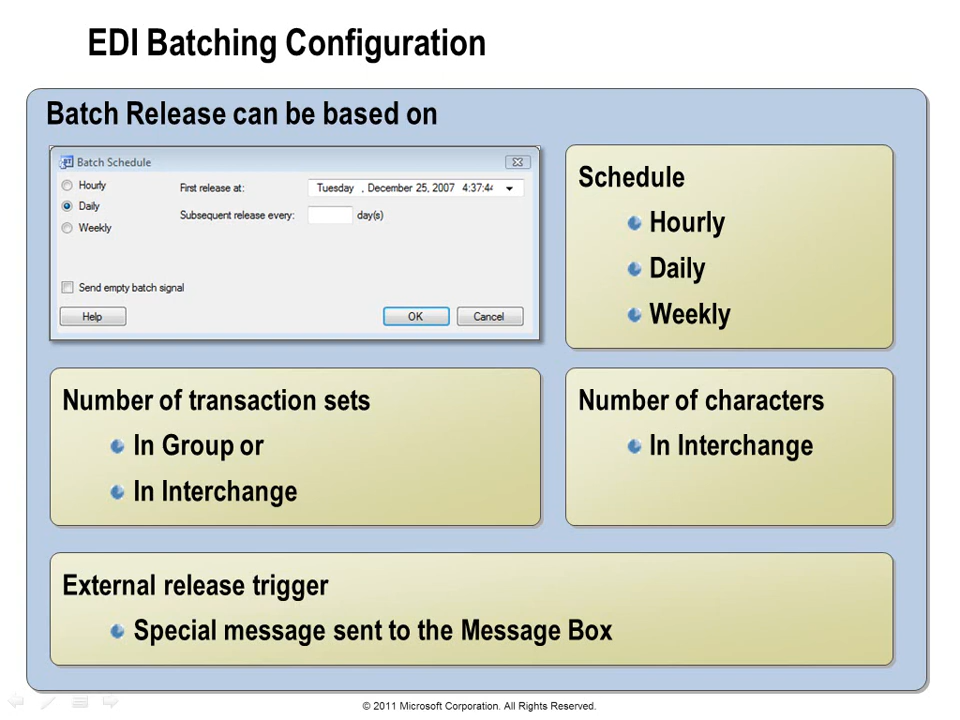 EDI Batching Configuration
Batch Release can be based on
Batch Schedule
Hourly
First release at:
Tuesday , December 25, 2007 4:37:44
Daily
Subsequent release every:
day(s)
Weekly
Send empty batch signal
Help
OK
Cancel
Schedule
Hourly
Daily
Weekly
Number of transaction sets
In Group or
In Interchange
Number of characters
In Interchange
External release trigger
Special message sent to the Message Box
© 2011 Microsoft Corporation. All Rights Reserved.